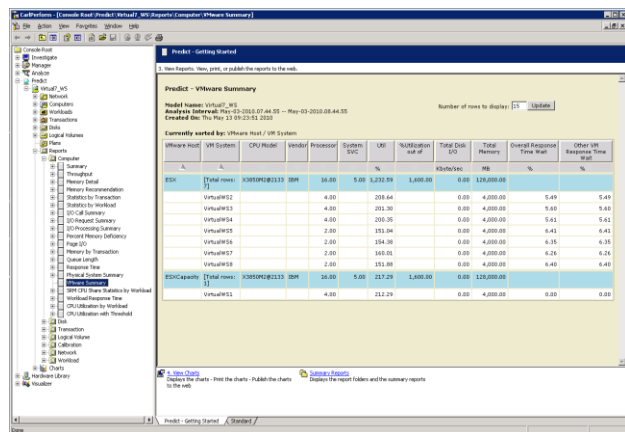 CarlPerform - [Console Root\Predict\Virtual7_WS\Reports\Computer\VMware Summary]
File Action View Favorites Window Help
Console Root
Investigate
Manager
Analyze
Predict
Virtual7_WS
Network
Computers
Workloads
Transactions
Disks
Logical Volumes
Plans
Reports
Computer
Summary
Throughput
Memory Detail
Memory Recommendation
Statistics by Transaction
Statistics by Workload
I/O Call Summary
I/O Request Summary
I/O Processing Summary
Percent Memory Deficiency
Page I/O
Memory by Transaction
Queue Length
Response Time
Physical System Summary
VMware Summary
SRM CPU Share Statistics by Workload
Workload Response Time
CPU Utilization by Workload
CPU Utilization with Threshold
Disk
Transaction
Logical Volume
Calibration
Network
Workload
Charts
Hardware Library
Visualizer
Predict - Getting Started
3. View Reports. View, print, or publish the reports to the web.
Predict - VMware Summary
Model Name: Virtual7_WS
Analysis Interval: May-03-2010.07.44.55 -- May-03-2010.08.44.55
Created On: Thu May 13 09:23:51 2010
Number of rows to display: 15 Update
Currently sorted by: VMware Host / VM System
VMware Host VM System CPU Model Vendor Processor System SVC Util %Utilization out of Total Disk I/O Total Memory Overall Response Time Wait Other VM Response Time Wait
% KByte/sec MB % %
ESX [Total rows: 7] X3850M2@2133 IBM 16.00 5.00 1,232.59 1,600.00 0.00 128,000.00
VirtualWS2 4.00 208.64 0.00 4,000.00 5.49 5.49
VirtualWS3 4.00 201.30 0.00 4,000.00 5.60 5.60
VirtualWS4 4.00 200.35 0.00 4,000.00 5.61 5.61
VirtualWS5 2.00 151.04 0.00 4,000.00 6.41 6.41
VirtualWS6 2.00 154.38 0.00 4,000.00 6.35 6.35
VirtualWS7 2.00 160.01 0.00 4,000.00 6.26 6.26
VirtualWS8 2.00 151.88 0.00 4,000.00 6.40 6.40
ESXCapacity [Total rows: 1] X3850M2@2133 IBM 16.00 5.00 217.29 1,600.00 0.00 128,000.00
VirtualWS1 4.00 212.29 0.00 4,000.00 0.00 0.00
4. View Charts
Displays the charts - Print the charts - Publish the charts to the web
Summary Reports
Displays the report folders and the summary reports
Predict - Getting Started Standard
Done